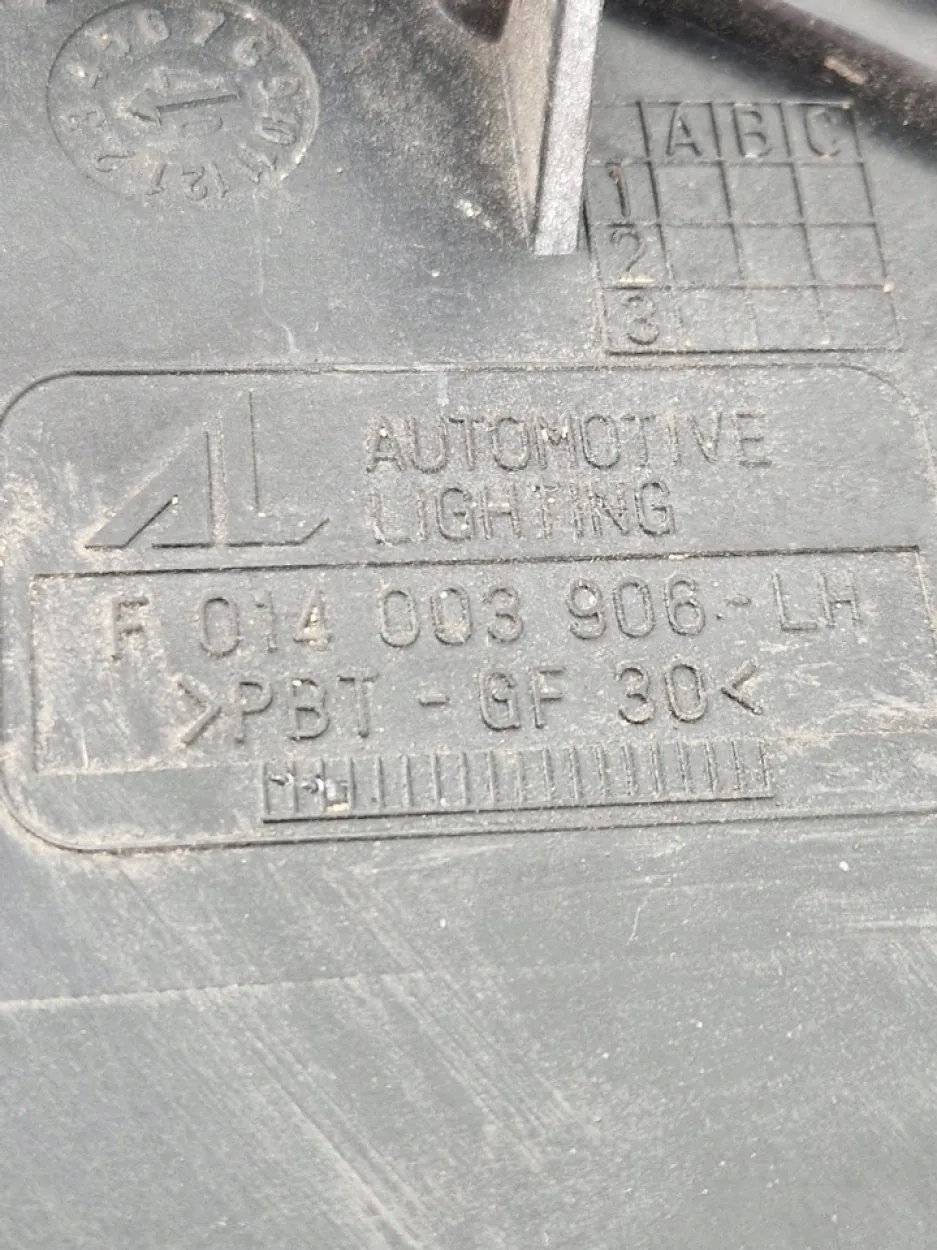 A B C
1
2
3
AL AUTOMOTIVE
LIGHTING
F 014 003 906 - LH
>PBT - GF 30<